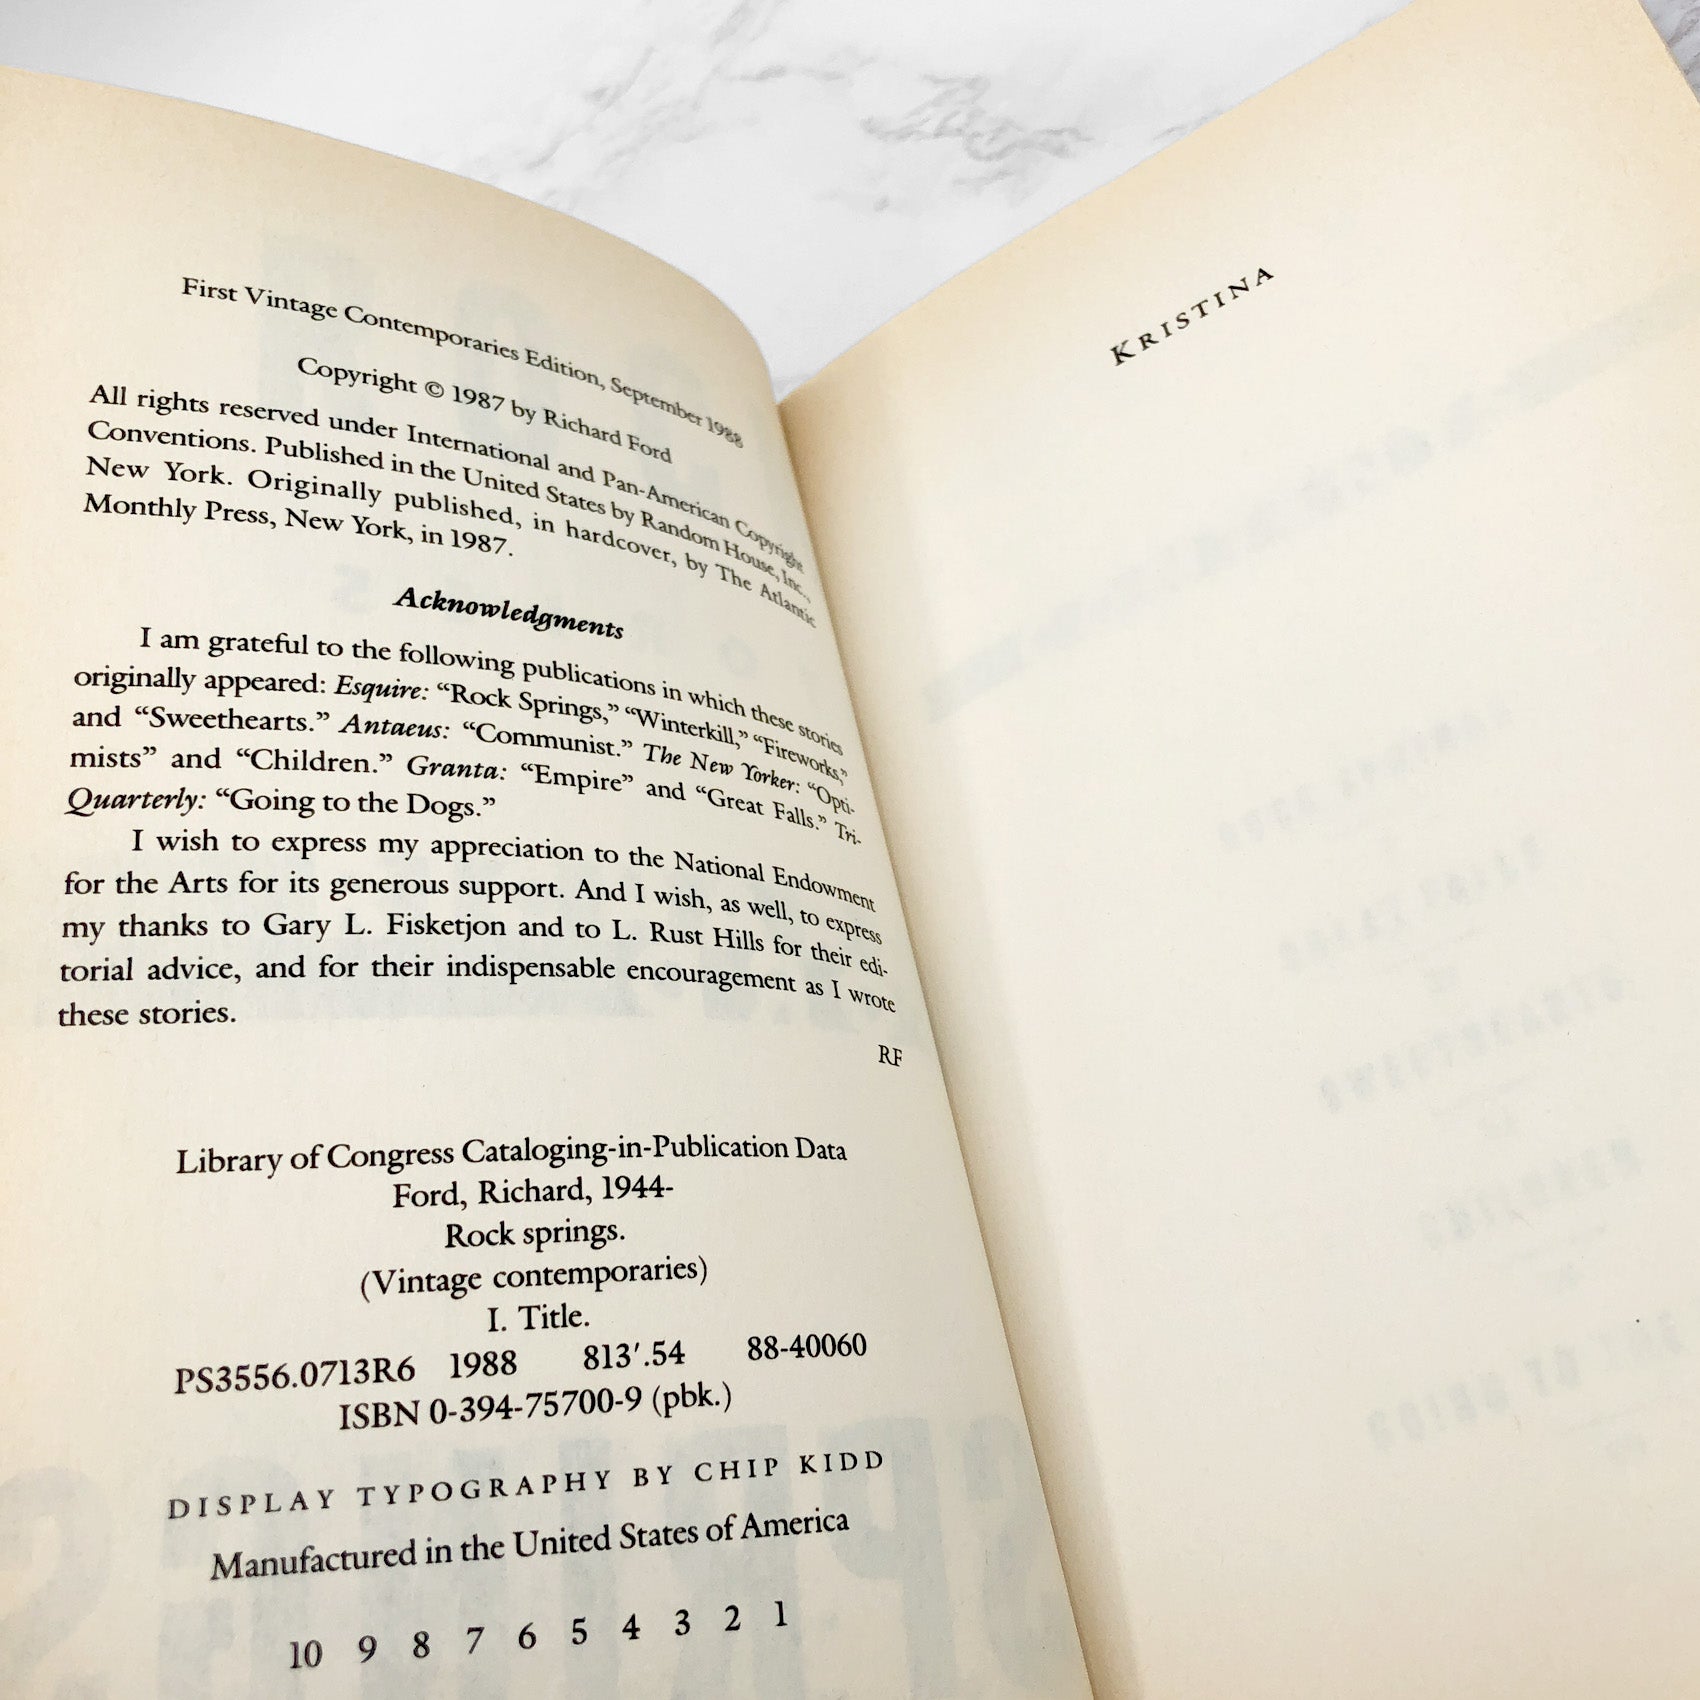 First Vintage Contemporaries Edition, September 1988
Copyright © 1987 by Richard Ford
All rights reserved under International and Pan-American Copyright
Conventions. Published in the United States by Random House, Inc.,
New York. Originally published, in hardcover, by The Atlantic
Monthly Press, New York, in 1987.
Acknowledgments
I am grateful to the following publications in which these stories
originally appeared: Esquire: “Rock Springs,” “Winterkill,” “Fireworks,”
and “Sweethearts.” Antaeus: “Communist.” The New Yorker: “Opti-
mists” and “Children.” Granta: “Empire” and “Great Falls.” Tri-
Quarterly: “Going to the Dogs.”
I wish to express my appreciation to the National Endowment
for the Arts for its generous support. And I wish, as well, to express
my thanks to Gary L. Fisketjon and to L. Rust Hills for their edi-
torial advice, and for their indispensable encouragement as I wrote
these stories.
RF
Library of Congress Cataloging-in-Publication Data
Ford, Richard, 1944-
Rock springs.
(Vintage contemporaries)
I. Title.
PS3556.0713R6 1988 813′.54 88-40060
ISBN 0-394-75700-9 (pbk.)
DISPLAY TYPOGRAPHY BY CHIP KIDD
Manufactured in the United States of America
10 9 8 7 6 5 4 3 2 1
KRISTINA